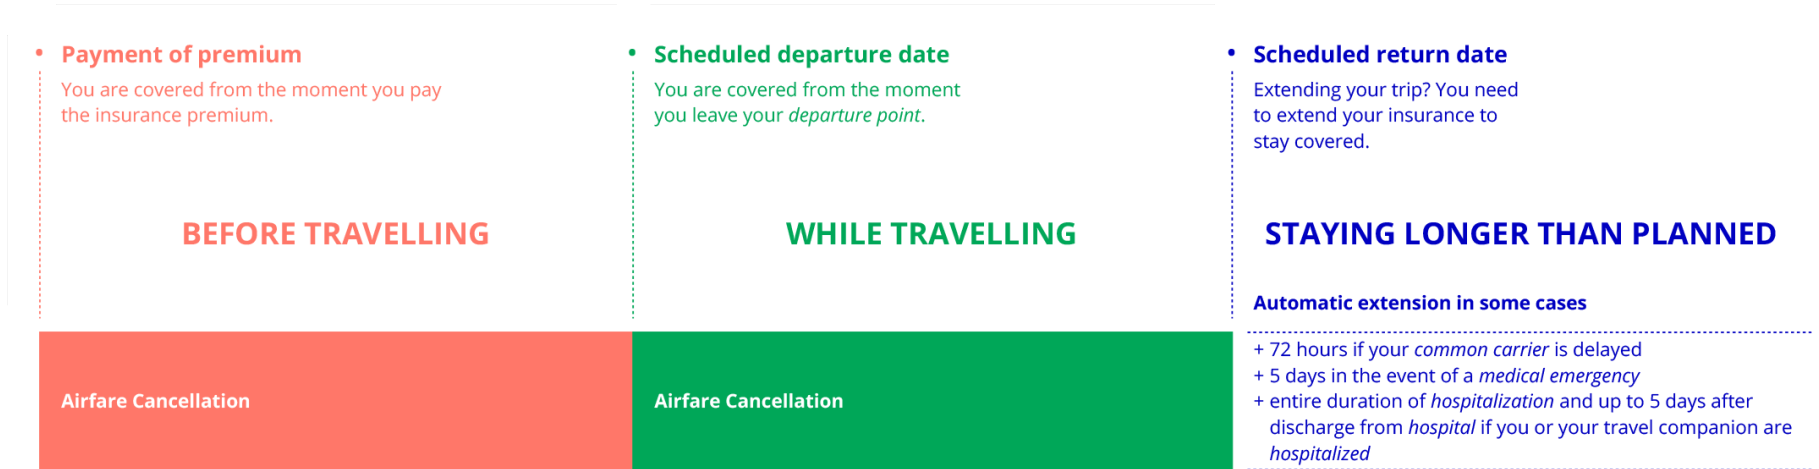 • Payment of premium
You are covered from the moment you pay
the insurance premium.
BEFORE TRAVELLING
Airfare Cancellation
• Scheduled departure date
You are covered from the moment
you leave your departure point.
WHILE TRAVELLING
Airfare Cancellation
• Scheduled return date
Extending your trip? You need
to extend your insurance to
stay covered.
STAYING LONGER THAN PLANNED
Automatic extension in some cases
+ 72 hours if your common carrier is delayed
+ 5 days in the event of a medical emergency
+ entire duration of hospitalization and up to 5 days after
discharge from hospital if you or your travel companion are
hospitalized